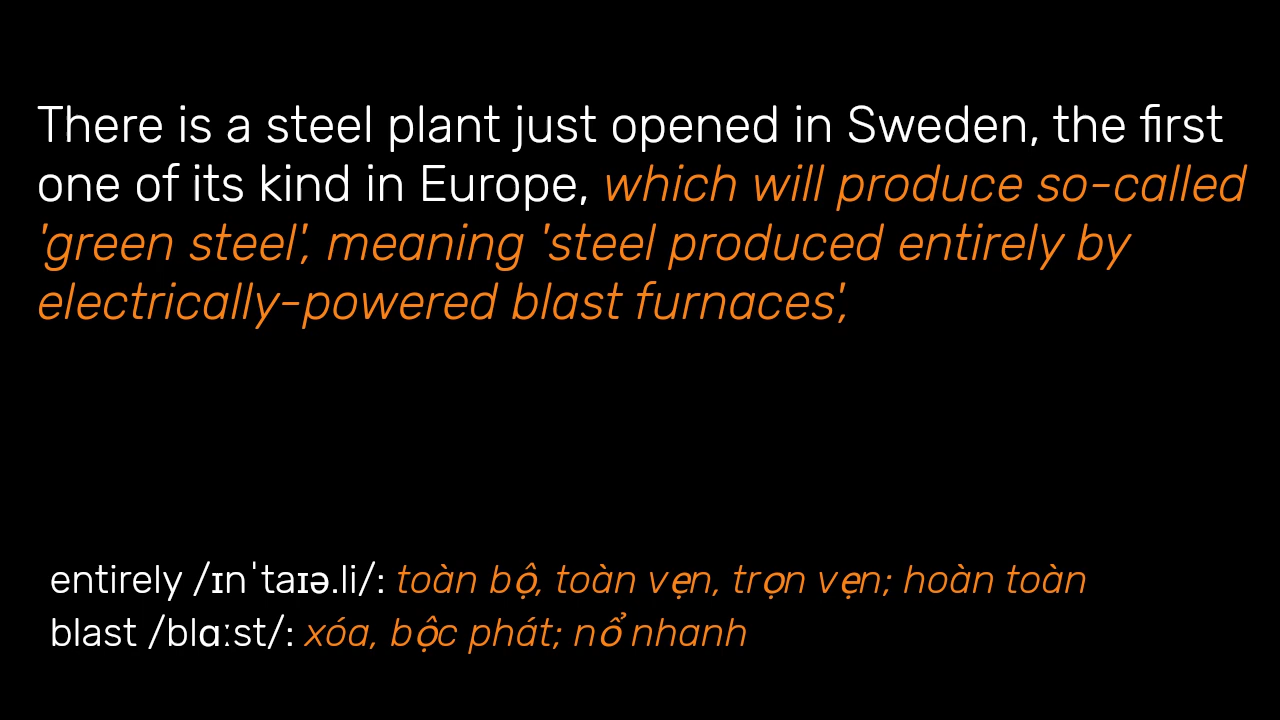 There is a steel plant just opened in Sweden, the first
one of its kind in Europe, which will produce so-called
'green steel', meaning 'steel produced entirely by
electrically-powered blast furnaces',
entirely /ɪnˈtaɪə.li/: toàn bộ, toàn vẹn, trọn vẹn; hoàn toàn
blast /blɑːst/: xóa, bộc phát; nổ nhanh